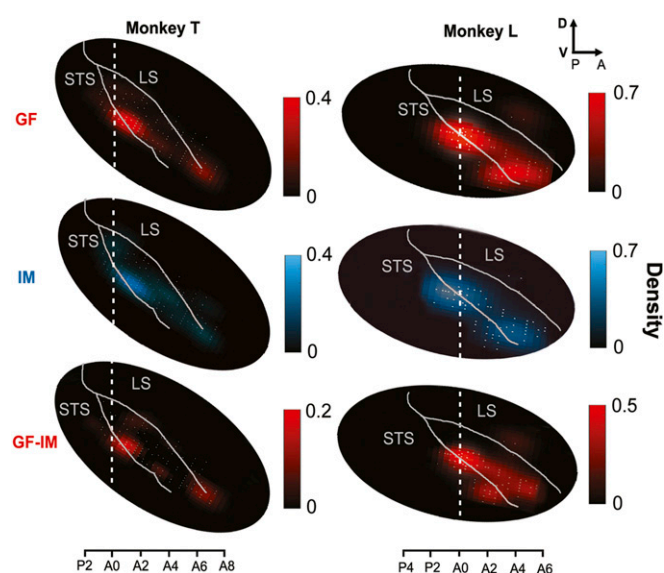 Monkey T
Monkey L
D
V
P A
GF
STS LS
0.4
0
STS LS
0.7
0
IM
STS LS
0.4
0
STS LS
0.7
0
Density
GF-IM
STS LS
0.2
0
STS LS
0.5
0
P2 A0 A2 A4 A6 A8
P4 P2 A0 A2 A4 A6